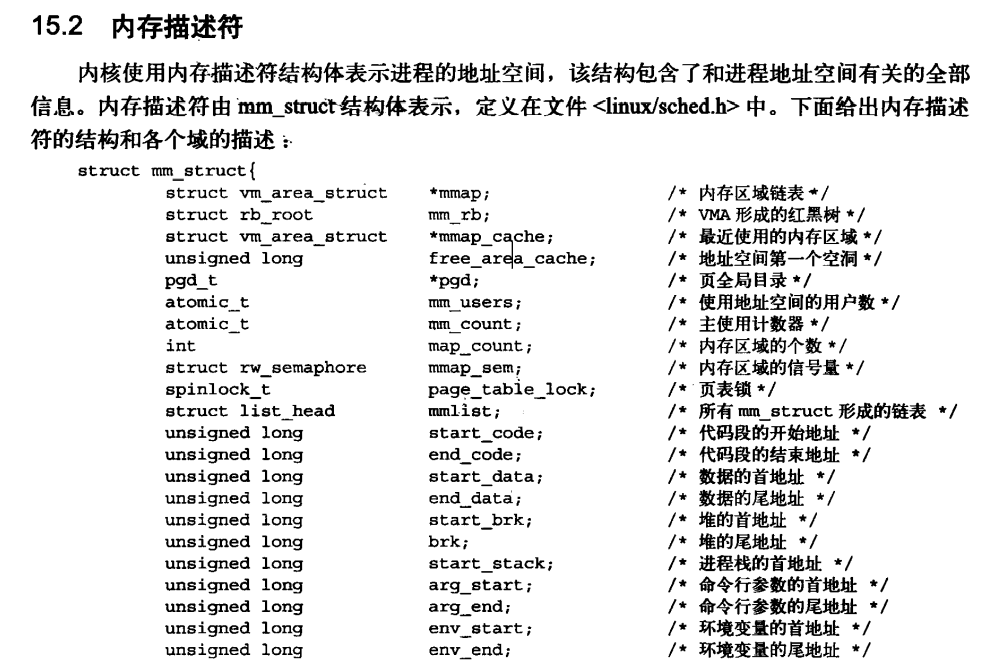 15.2 内存描述符
内核使用内存描述符结构体表示进程的地址空间，该结构包含了和进程地址空间有关的全部
信息。内存描述符由 mm_struct 结构体表示，定义在文件 <linux/sched.h> 中。下面给出内存描述
符的结构和各个域的描述：
struct mm_struct{
struct vm_area_struct *mmap; /* 内存区域链表 */
struct rb_root mm_rb; /* VMA 形成的红黑树 */
struct vm_area_struct *mmap_cache; /* 最近使用的内存区域 */
unsigned long free_area_cache; /* 地址空间第一个空洞 */
pgd_t *pgd; /* 页全局目录 */
atomic_t mm_users; /* 使用地址空间的用户数 */
atomic_t mm_count; /* 主使用计数器 */
int map_count; /* 内存区域的个数 */
struct rw_semaphore mmap_sem; /* 内存区域的信号量 */
spinlock_t page_table_lock; /* 页表锁 */
struct list_head mmlist; /* 所有 mm_struct 形成的链表 */
unsigned long start_code; /* 代码段的开始地址 */
unsigned long end_code; /* 代码段的结束地址 */
unsigned long start_data; /* 数据的首地址 */
unsigned long end_data; /* 数据的尾地址 */
unsigned long start_brk; /* 堆的首地址 */
unsigned long brk; /* 堆的尾地址 */
unsigned long start_stack; /* 进程栈的首地址 */
unsigned long arg_start; /* 命令行参数的首地址 */
unsigned long arg_end; /* 命令行参数的尾地址 */
unsigned long env_start; /* 环境变量的首地址 */
unsigned long env_end; /* 环境变量的尾地址 */